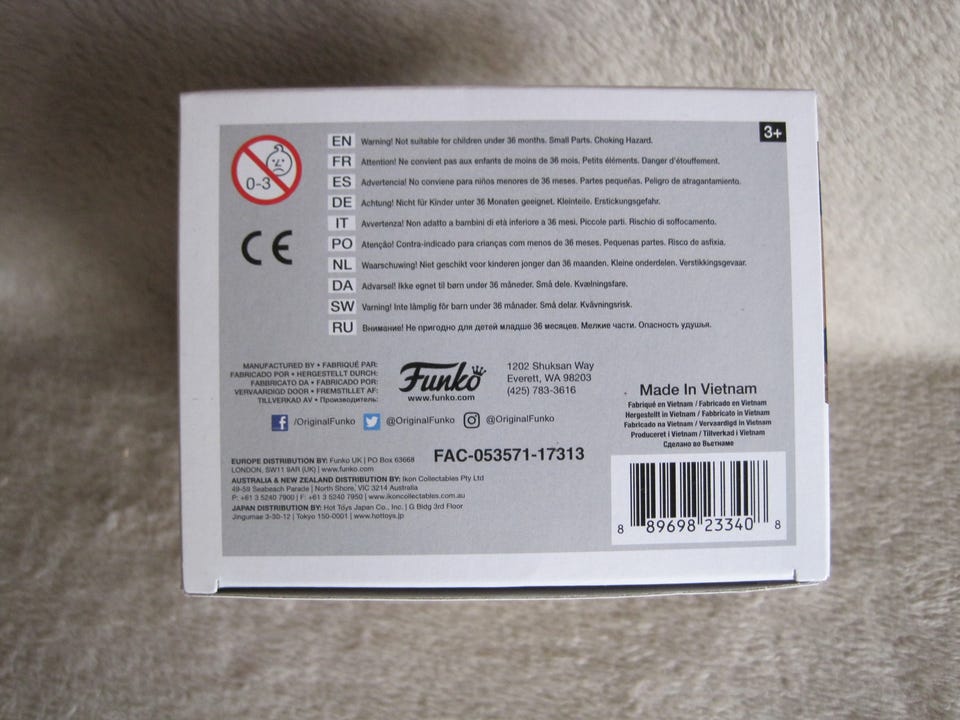 3+
0-3
CE
EN Warning! Not suitable for children under 36 months. Small Parts. Choking Hazard.
FR Attention! Ne convient pas aux enfants de moins de 36 mois. Petits éléments. Danger d'étouffement.
ES Advertencia! No conviene para niños menores de 36 meses. Partes pequeñas. Peligro de atragantamiento.
DE Achtung! Nicht für Kinder unter 36 Monaten geeignet. Kleinteile. Erstickungsgefahr.
IT Avvertenza! Non adatto a bambini di età inferiore a 36 mesi. Piccole parti. Rischio di soffocamento.
PO Atenção! Contra-indicado para crianças com menos de 36 meses. Pequenas partes. Risco de asfixia.
NL Waarschuwing! Niet geschikt voor kinderen jonger dan 36 maanden. Kleine onderdelen. Verstikkingsgevaar.
DA Advarsel! Ikke egnet til børn under 36 måneder. Små dele. Kvælningsfare.
SW Varning! Inte lämplig för barn under 36 månader. Små delar. Kvävningsrisk.
RU Внимание! Не пригодно для детей младше 36 месяцев. Мелкие части. Опасность удушья.
MANUFACTURED BY • FABRIQUÉ PAR:
FABRICADO POR • HERGESTELLT DURCH:
FABBRICATO DA • FABRICADO POR:
VERVAARDIGD DOOR • FREMSTILLET AF:
TILLVERKAD AV • Производитель:
Funko
www.funko.com
1202 Shuksan Way
Everett, WA 98203
(425) 783-3616
/OriginalFunko @OriginalFunko @OriginalFunko
FAC-053571-17313
EUROPE DISTRIBUTION BY: Funko UK | PO Box 63668
LONDON, SW11 9AR (UK) | www.funko.com
AUSTRALIA & NEW ZEALAND DISTRIBUTION BY: Ikon Collectables Pty Ltd
49-59 Seabeach Parade | North Shore, VIC 3214 Australia
P: +61 3 5240 7900 | F: +61 3 5240 7950 | www.ikoncollectables.com.au
JAPAN DISTRIBUTION BY: Hot Toys Japan Co., Inc. | G Bldg 3rd Floor
Jingumae 3-30-12 | Tokyo 150-0001 | www.hottoys.jp
Made In Vietnam
Fabriqué en Vietnam / Fabricado en Vietnam
Hergestellt in Vietnam / Fabbricato in Vietnam
Fabricado na Vietnam / Vervaardigd in Vietnam
Produceret i Vietnam / Tillverkad i Vietnam
Сделано во Вьетнаме
8 89698 23340 8